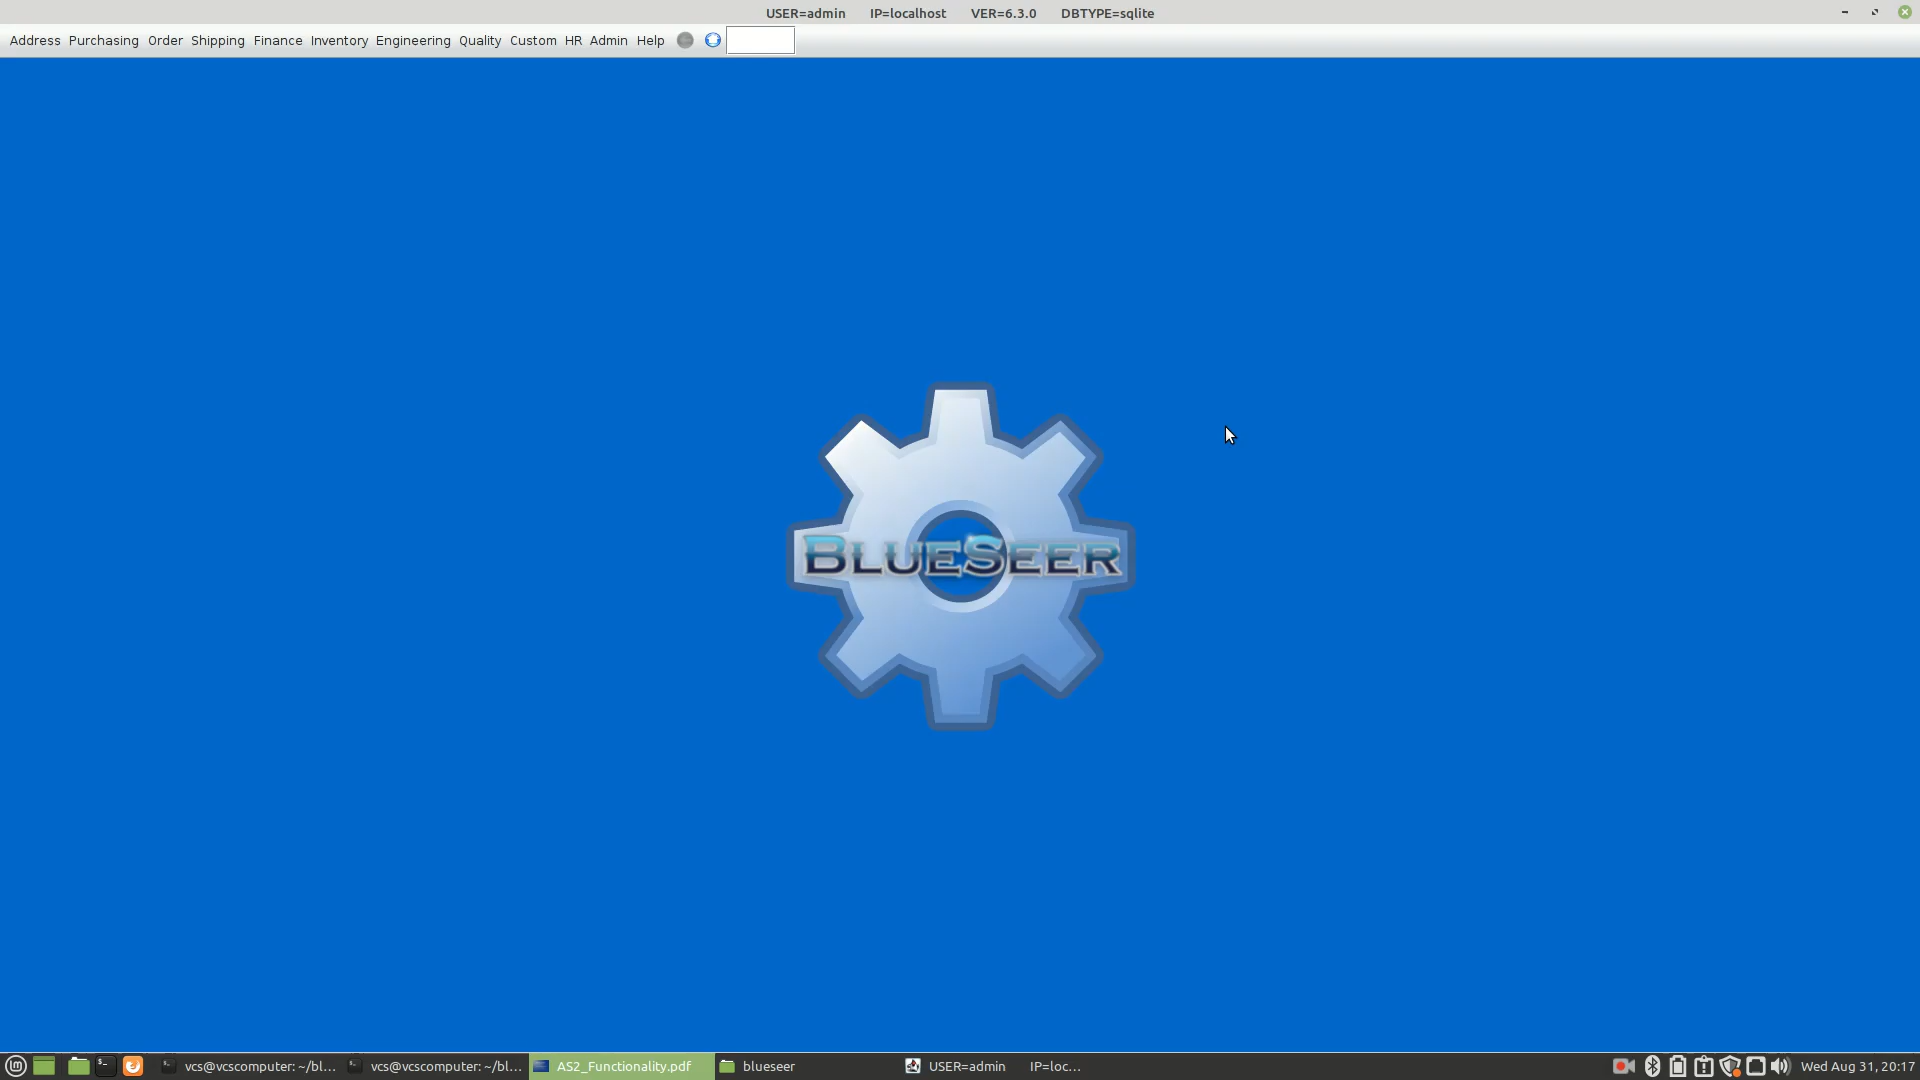 USER=admin IP=localhost VER=6.3.0 DBTYPE=sqlite
Address Purchasing Order Shipping Finance Inventory Engineering Quality Custom HR Admin Help
BLUESEER
vcs@vcscomputer: ~/bl... vcs@vcscomputer: ~/bl... AS2_Functionality.pdf blueseer USER=admin IP=loc... Wed Aug 31, 20:17